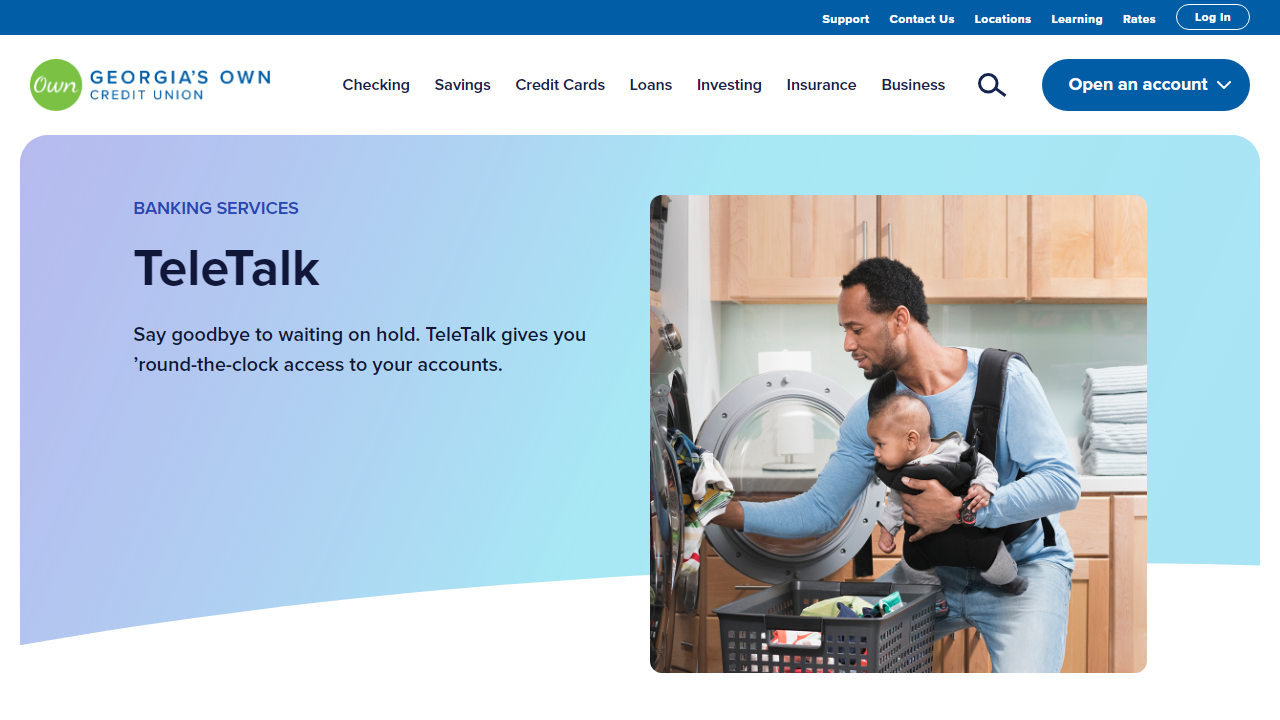 Support Contact Us Locations Learning Rates Log In
Own GEORGIA'S OWN
CREDIT UNION
Checking Savings Credit Cards Loans Investing Insurance Business Open an account
BANKING SERVICES
TeleTalk
Say goodbye to waiting on hold. TeleTalk gives you
’round-the-clock access to your accounts.